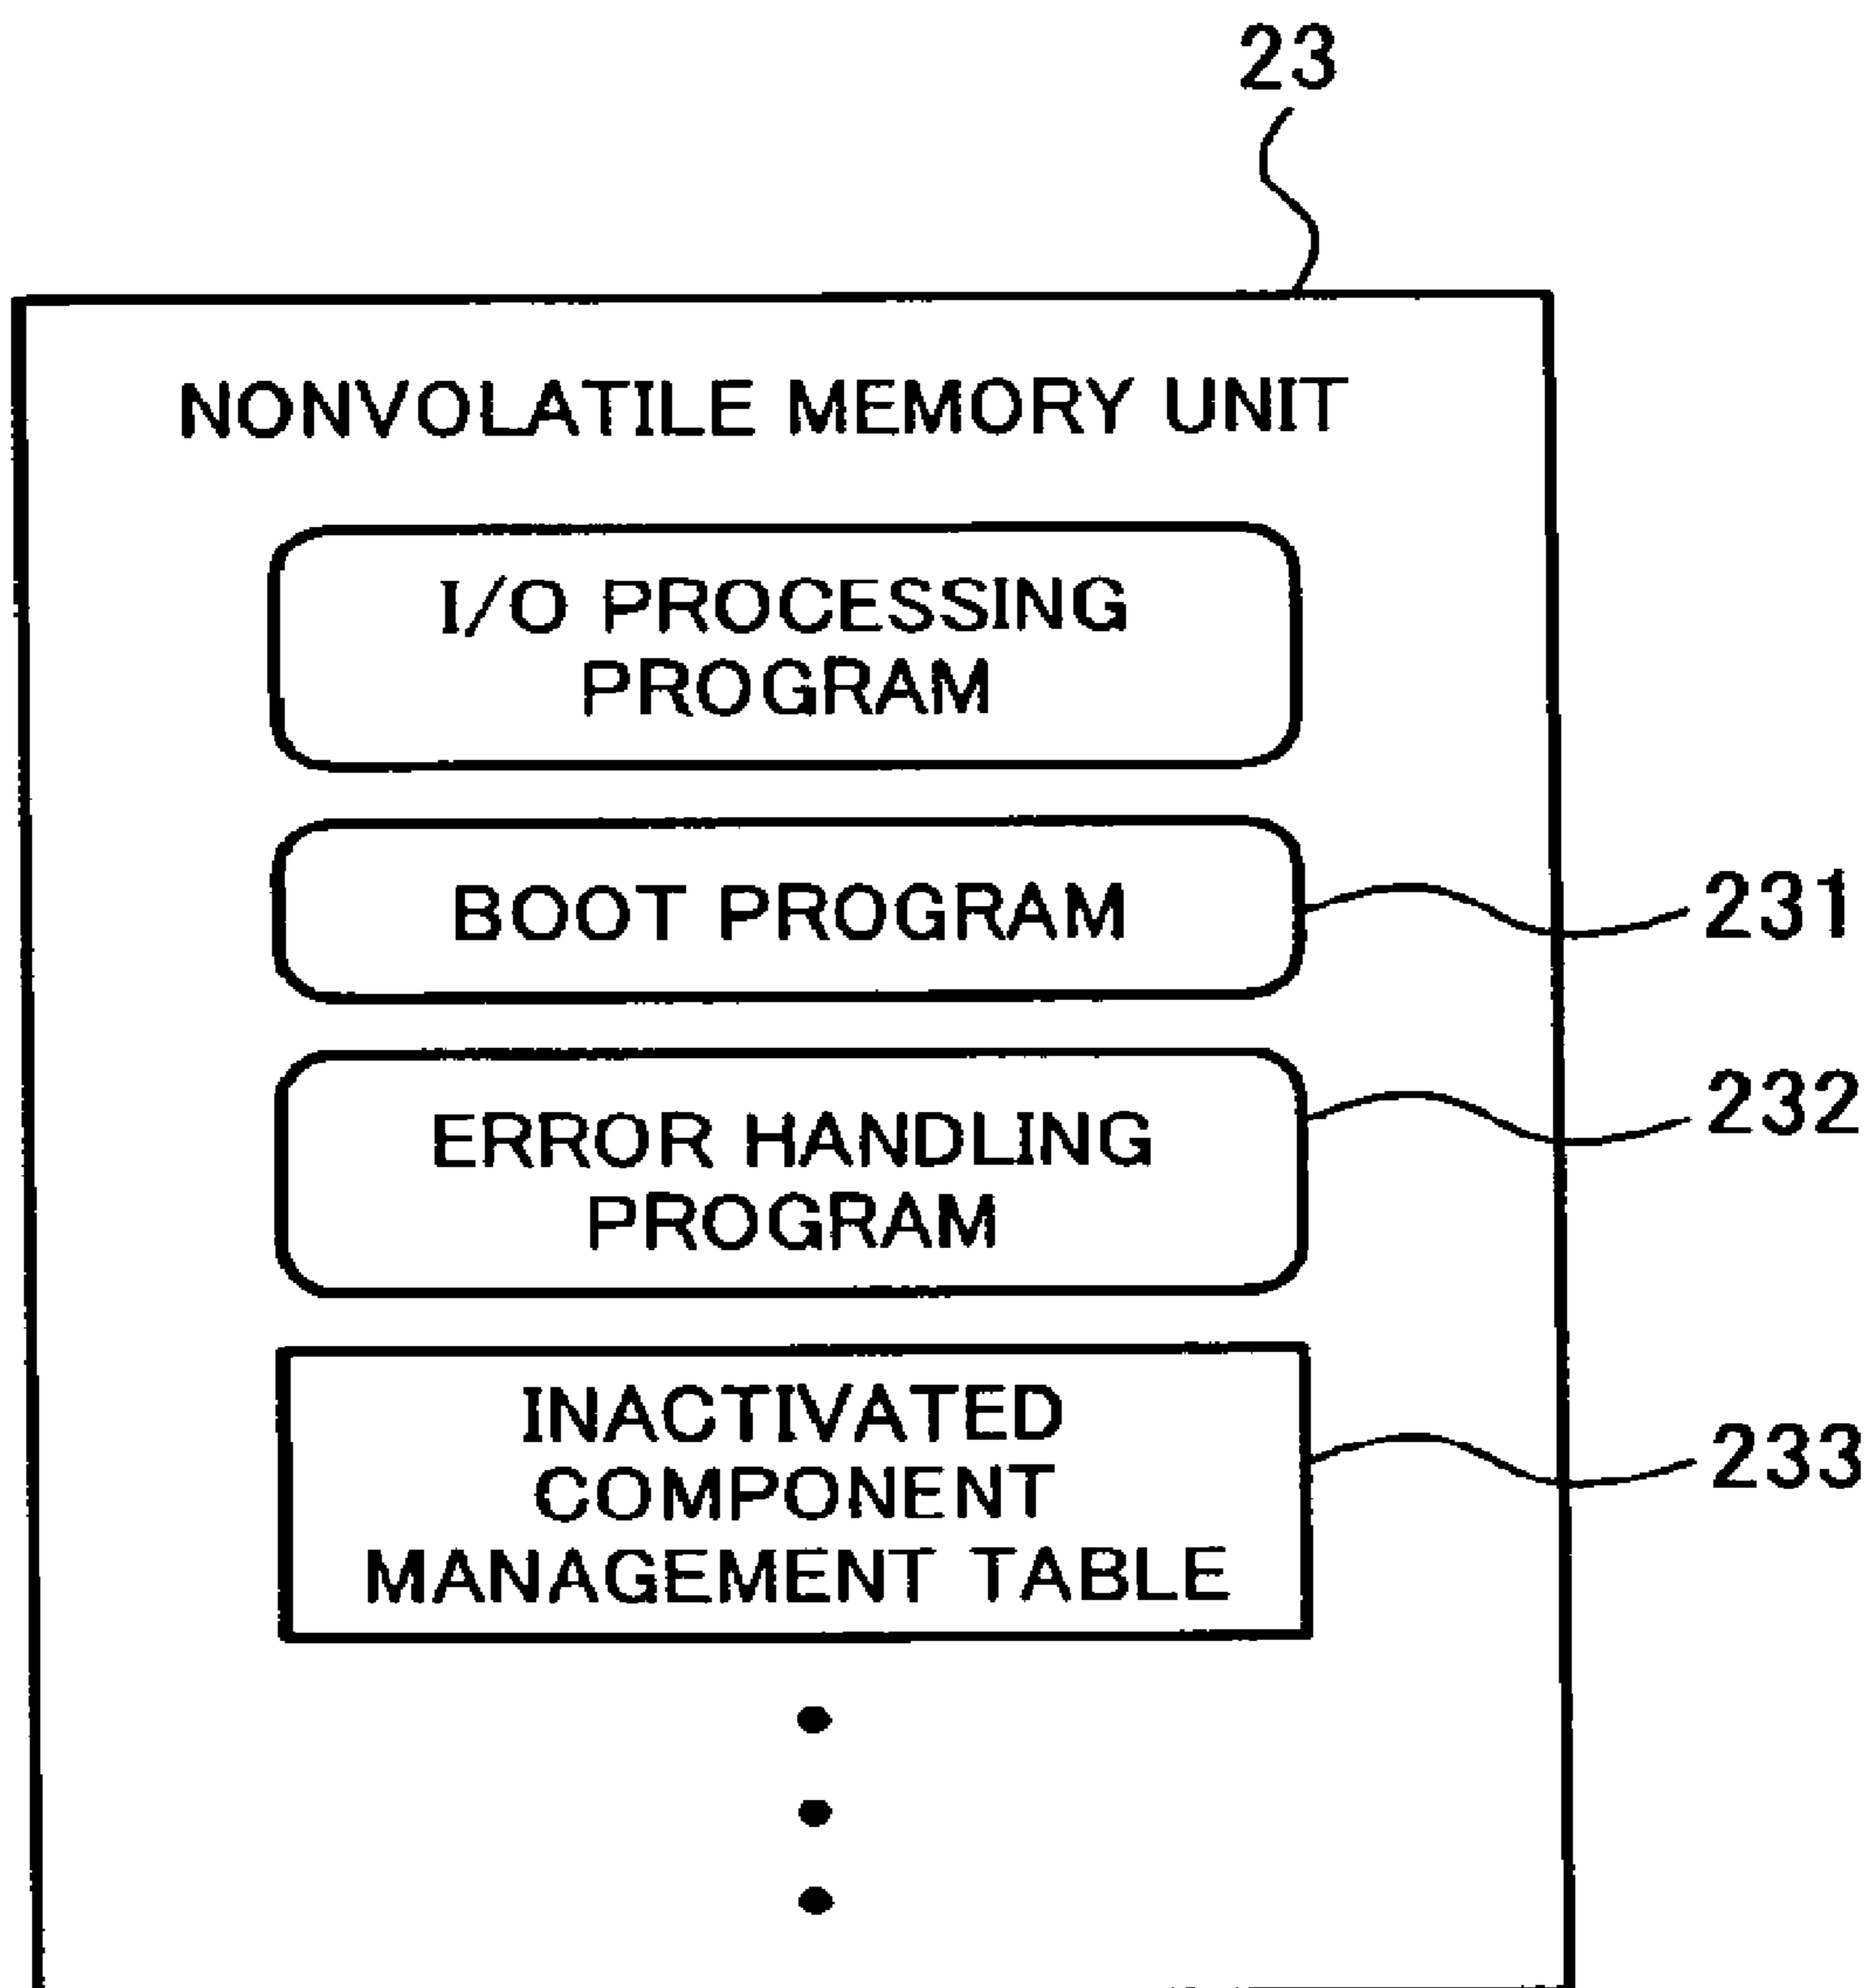 23
NONVOLATILE MEMORY UNIT
I/O PROCESSING
PROGRAM
BOOT PROGRAM
231
ERROR HANDLING
PROGRAM
232
INACTIVATED
COMPONENT
MANAGEMENT TABLE
233